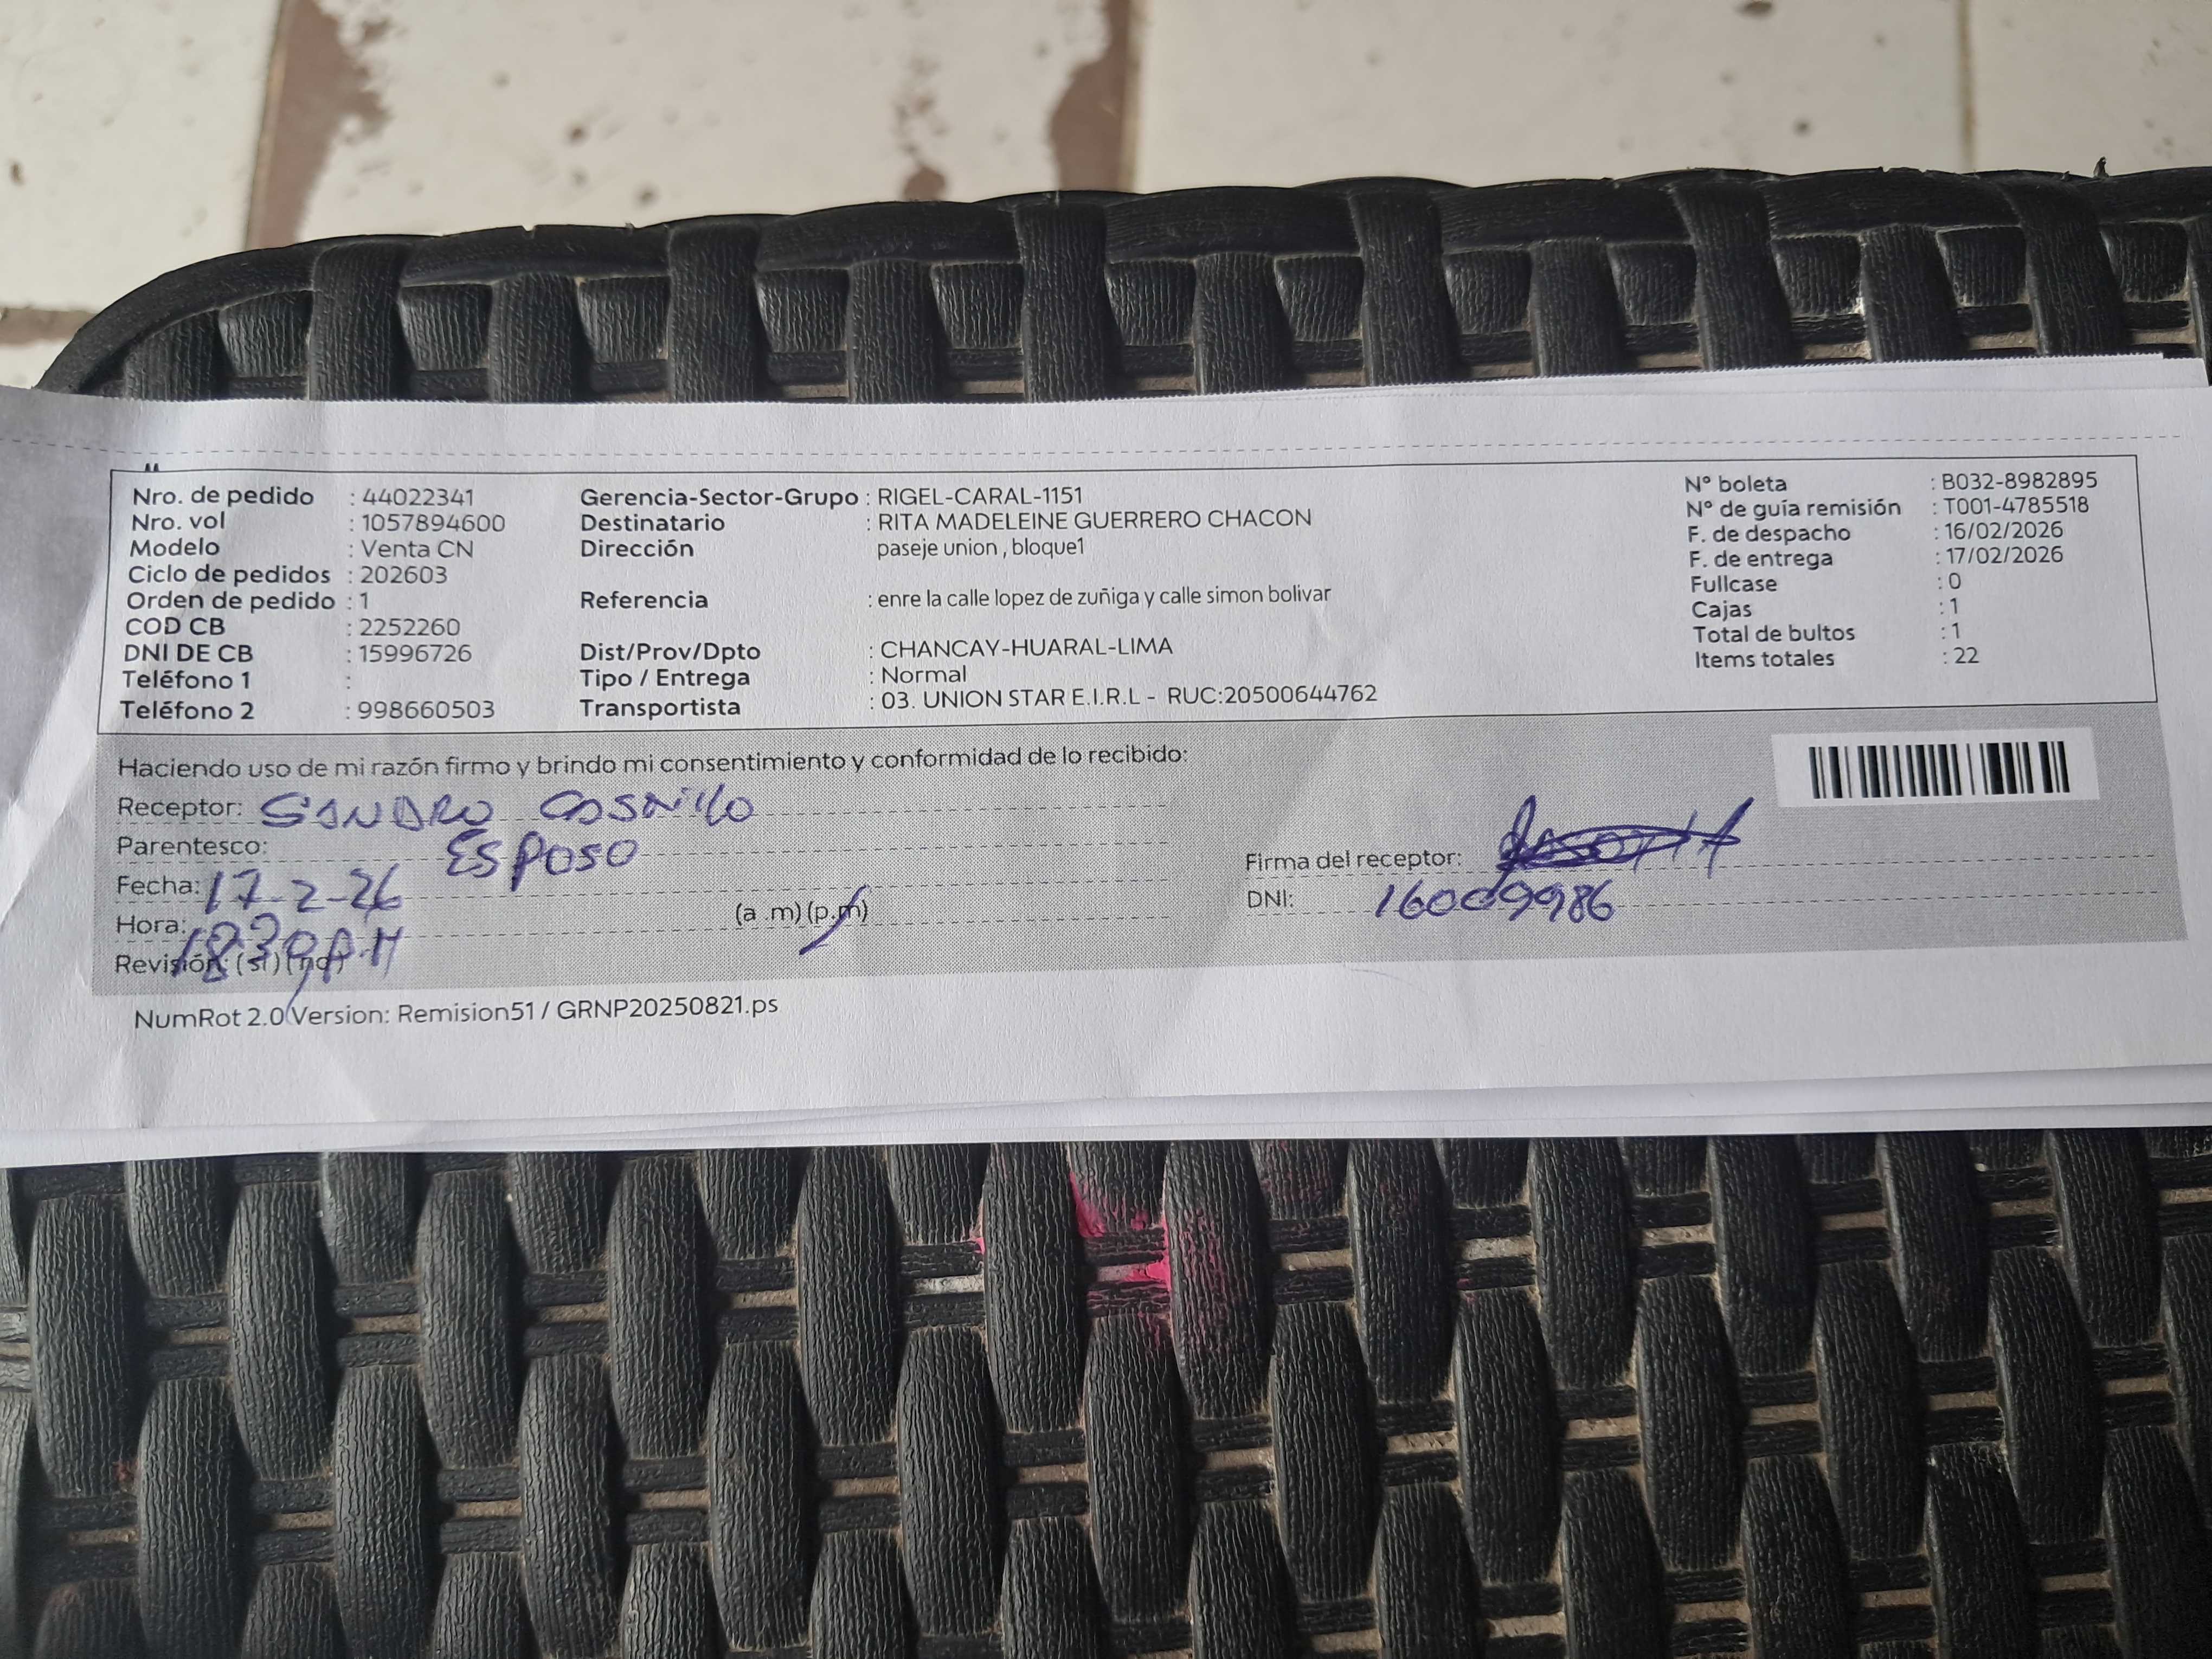 Nro. de pedido : 44022341
Nro. vol : 1057894600
Modelo : Venta CN
Ciclo de pedidos : 202603
Orden de pedido : 1
COD CB : 2252260
DNI DE CB : 15996726
Teléfono 1 :
Teléfono 2 : 998660503
Gerencia-Sector-Grupo : RIGEL-CARAL-1151
Destinatario : RITA MADELEINE GUERRERO CHACON
Dirección paseje union , bloque1
Referencia : enre la calle lopez de zuñiga y calle simon bolivar
Dist/Prov/Dpto : CHANCAY-HUARAL-LIMA
Tipo / Entrega : Normal
Transportista : 03. UNION STAR E.I.R.L - RUC:20500644762
Nº boleta : B032-8982895
Nº de guía remisión : T001-4785518
F. de despacho : 16/02/2026
F. de entrega : 17/02/2026
Fullcase : 0
Cajas : 1
Total de bultos : 1
Items totales : 22
Haciendo uso de mi razón firmo y brindo mi consentimiento y conformidad de lo recibido:
Receptor: SANDRO
Parentesco: ESPOSO
Fecha: 17-2-26
Hora: (a .m) (p.m)
Revisión: (si) (no)
Firma del receptor:
DNI: 16009986
NumRot 2.0 Version: Remision51 / GRNP20250821.ps